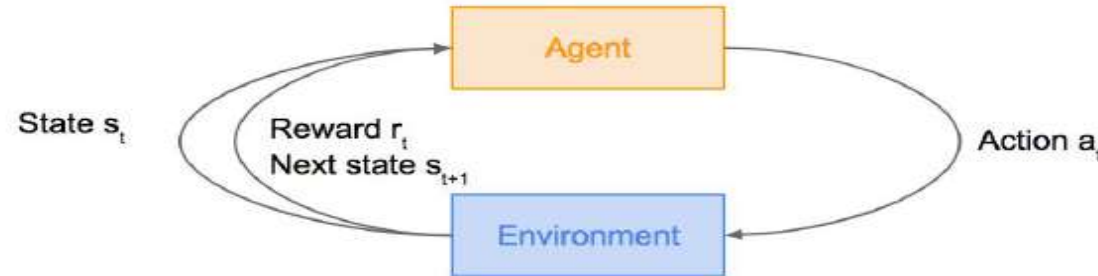 Agent
State sₜ
Reward rₜ
Next state sₜ₊₁
Action aₜ
Environment